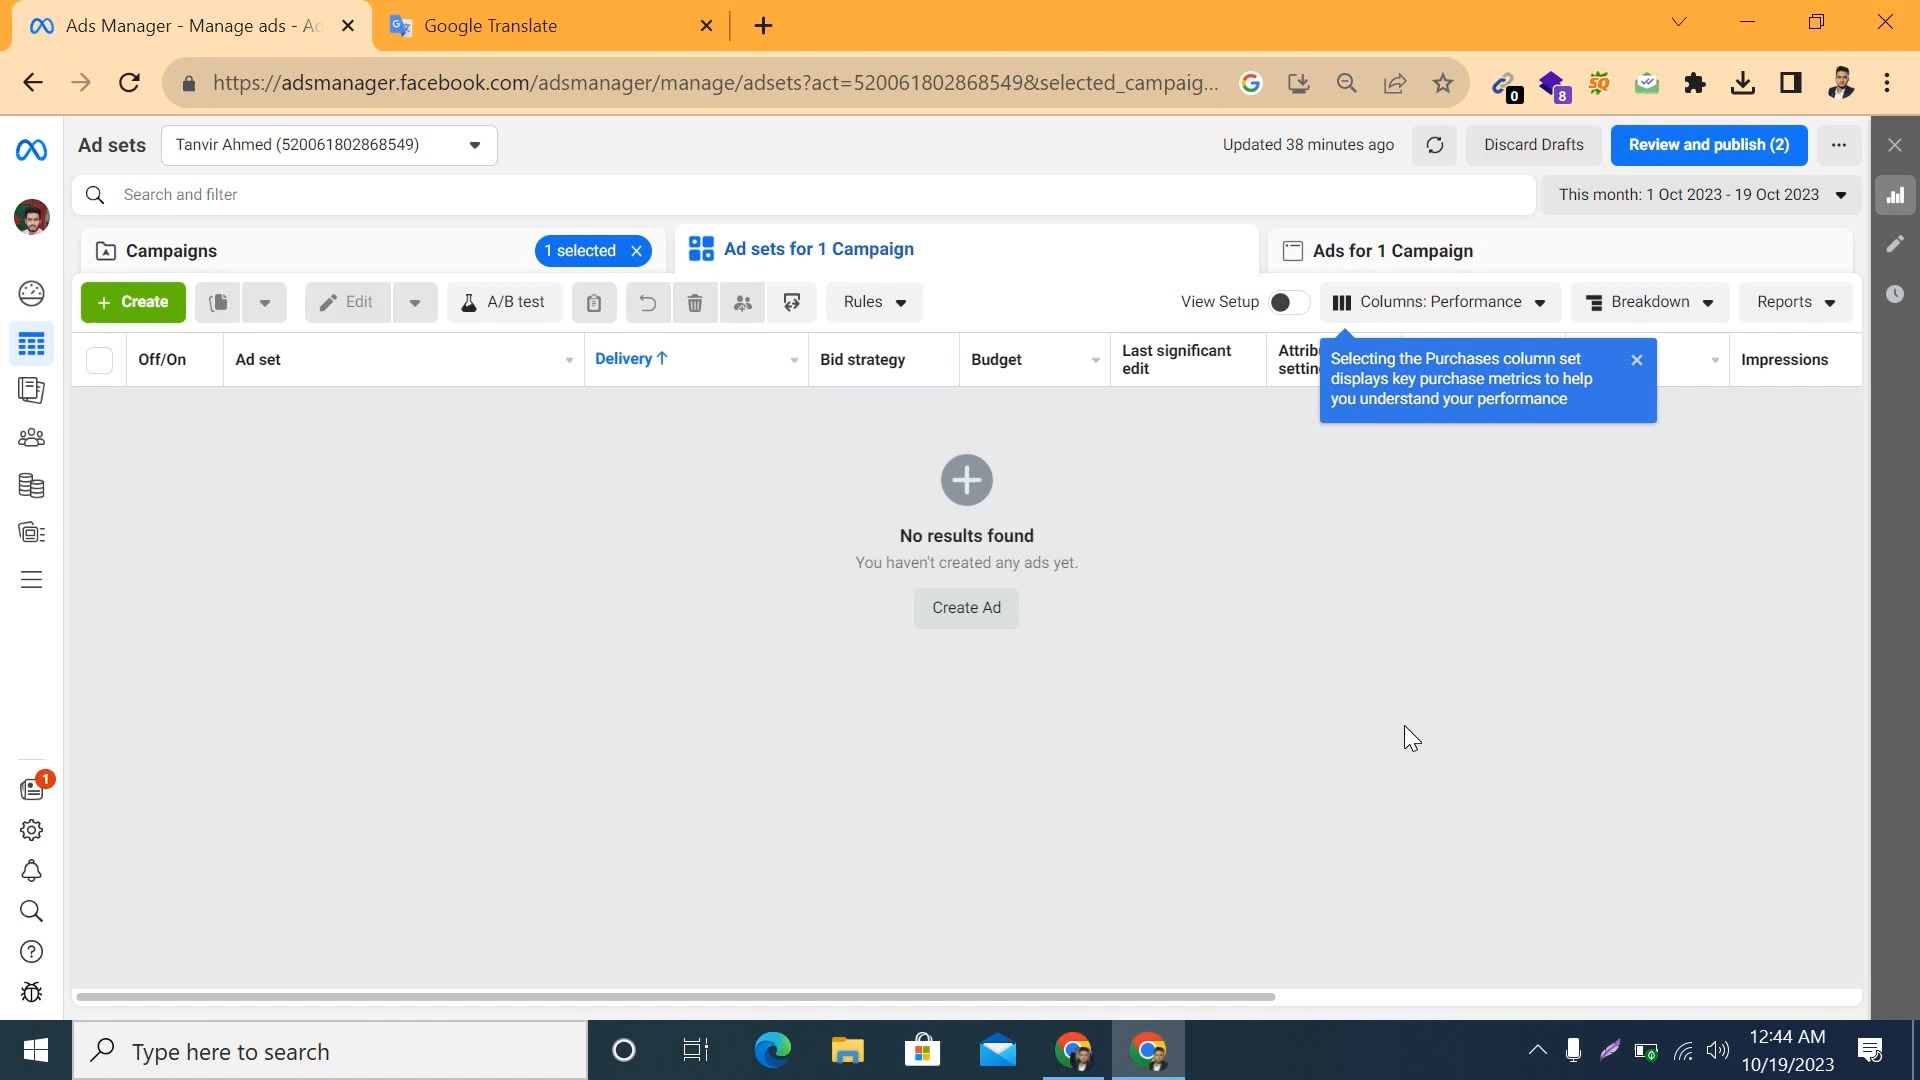 Ads Manager - Manage ads - Ad
Google Translate
https://adsmanager.facebook.com/adsmanager/manage/adsets?act=520061802868549&selected_campaig...
0
8
SQ
Ad sets
Tanvir Ahmed (520061802868549)
Updated 38 minutes ago
Discard Drafts
Review and publish (2)
Search and filter
This month: 1 Oct 2023 - 19 Oct 2023
Campaigns
1 selected
Ad sets for 1 Campaign
Ads for 1 Campaign
+ Create
Edit
A/B test
Rules
View Setup
Columns: Performance
Breakdown
Reports
Off/On
Ad set
Delivery ↑
Bid strategy
Budget
Last significant
edit
Attribu
settin
Impressions
Selecting the Purchases column set
displays key purchase metrics to help
you understand your performance
No results found
You haven't created any ads yet.
Create Ad
1
Type here to search
12:44 AM
10/19/2023